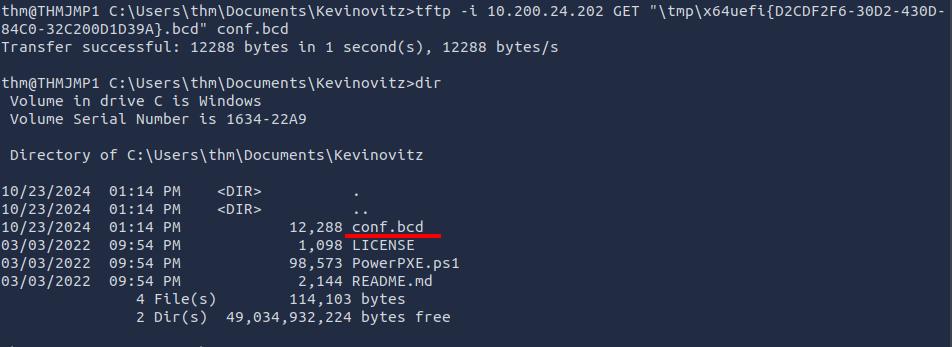 thm@THMJMP1 C:\Users\thm\Documents\Kevinovitz>tftp -i 10.200.24.202 GET "\tmp\x64uefi{D2CDF2F6-30D2-430D-
84C0-32C200D1D39A}.bcd" conf.bcd
Transfer successful: 12288 bytes in 1 second(s), 12288 bytes/s
thm@THMJMP1 C:\Users\thm\Documents\Kevinovitz>dir
 Volume in drive C is Windows
 Volume Serial Number is 1634-22A9
 Directory of C:\Users\thm\Documents\Kevinovitz
10/23/2024  01:14 PM    <DIR>          .
10/23/2024  01:14 PM    <DIR>          ..
10/23/2024  01:14 PM            12,288 conf.bcd
03/03/2022  09:54 PM             1,098 LICENSE
03/03/2022  09:54 PM            98,573 PowerPXE.ps1
03/03/2022  09:54 PM             2,144 README.md
               4 File(s)        114,103 bytes
               2 Dir(s)  49,034,932,224 bytes free